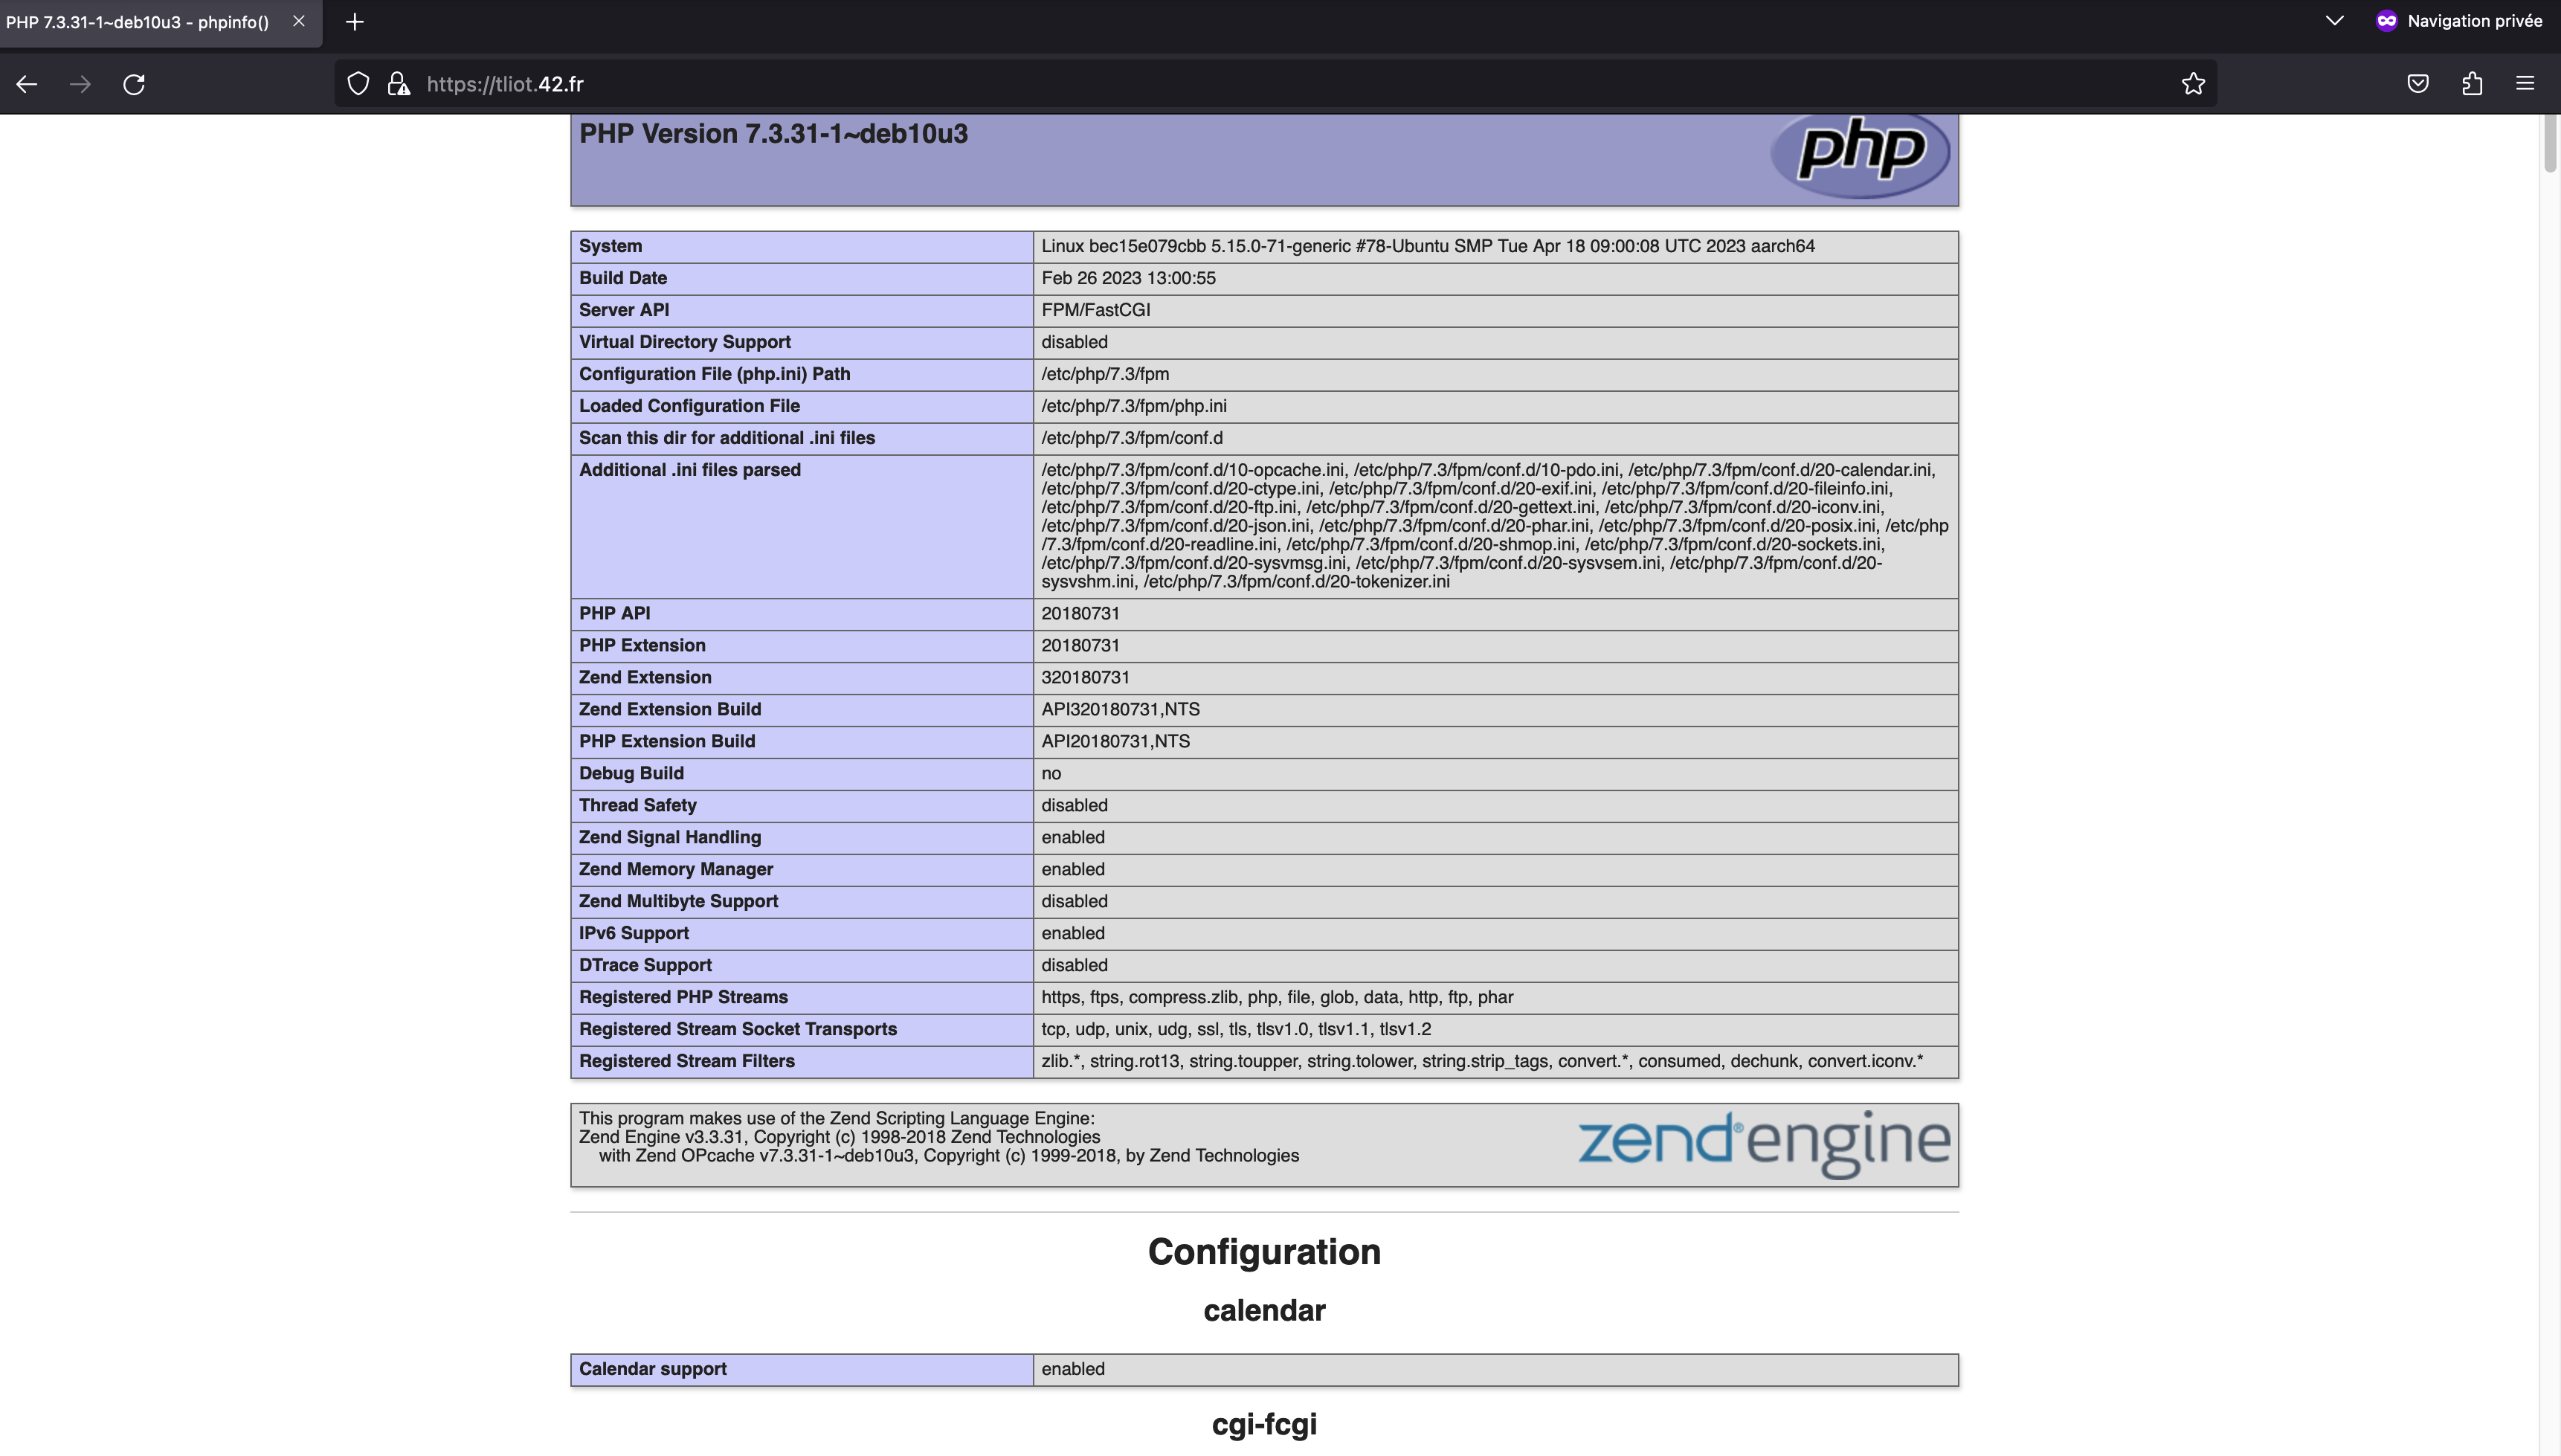 PHP 7.3.31-1~deb10u3 - phpinfo()
Navigation privée
https://tliot.42.fr
PHP Version 7.3.31-1~deb10u3
php
System Linux bec15e079cbb 5.15.0-71-generic #78-Ubuntu SMP Tue Apr 18 09:00:08 UTC 2023 aarch64
Build Date Feb 26 2023 13:00:55
Server API FPM/FastCGI
Virtual Directory Support disabled
Configuration File (php.ini) Path /etc/php/7.3/fpm
Loaded Configuration File /etc/php/7.3/fpm/php.ini
Scan this dir for additional .ini files /etc/php/7.3/fpm/conf.d
Additional .ini files parsed /etc/php/7.3/fpm/conf.d/10-opcache.ini, /etc/php/7.3/fpm/conf.d/10-pdo.ini, /etc/php/7.3/fpm/conf.d/20-calendar.ini,
/etc/php/7.3/fpm/conf.d/20-ctype.ini, /etc/php/7.3/fpm/conf.d/20-exif.ini, /etc/php/7.3/fpm/conf.d/20-fileinfo.ini,
/etc/php/7.3/fpm/conf.d/20-ftp.ini, /etc/php/7.3/fpm/conf.d/20-gettext.ini, /etc/php/7.3/fpm/conf.d/20-iconv.ini,
/etc/php/7.3/fpm/conf.d/20-json.ini, /etc/php/7.3/fpm/conf.d/20-phar.ini, /etc/php/7.3/fpm/conf.d/20-posix.ini, /etc/php
/7.3/fpm/conf.d/20-readline.ini, /etc/php/7.3/fpm/conf.d/20-shmop.ini, /etc/php/7.3/fpm/conf.d/20-sockets.ini,
/etc/php/7.3/fpm/conf.d/20-sysvmsg.ini, /etc/php/7.3/fpm/conf.d/20-sysvsem.ini, /etc/php/7.3/fpm/conf.d/20-
sysvshm.ini, /etc/php/7.3/fpm/conf.d/20-tokenizer.ini
PHP API 20180731
PHP Extension 20180731
Zend Extension 320180731
Zend Extension Build API320180731,NTS
PHP Extension Build API20180731,NTS
Debug Build no
Thread Safety disabled
Zend Signal Handling enabled
Zend Memory Manager enabled
Zend Multibyte Support disabled
IPv6 Support enabled
DTrace Support disabled
Registered PHP Streams https, ftps, compress.zlib, php, file, glob, data, http, ftp, phar
Registered Stream Socket Transports tcp, udp, unix, udg, ssl, tls, tlsv1.0, tlsv1.1, tlsv1.2
Registered Stream Filters zlib.*, string.rot13, string.toupper, string.tolower, string.strip_tags, convert.*, consumed, dechunk, convert.iconv.*
This program makes use of the Zend Scripting Language Engine:
Zend Engine v3.3.31, Copyright (c) 1998-2018 Zend Technologies
with Zend OPcache v7.3.31-1~deb10u3, Copyright (c) 1999-2018, by Zend Technologies
zend® engine
Configuration
calendar
Calendar support enabled
cgi-fcgi